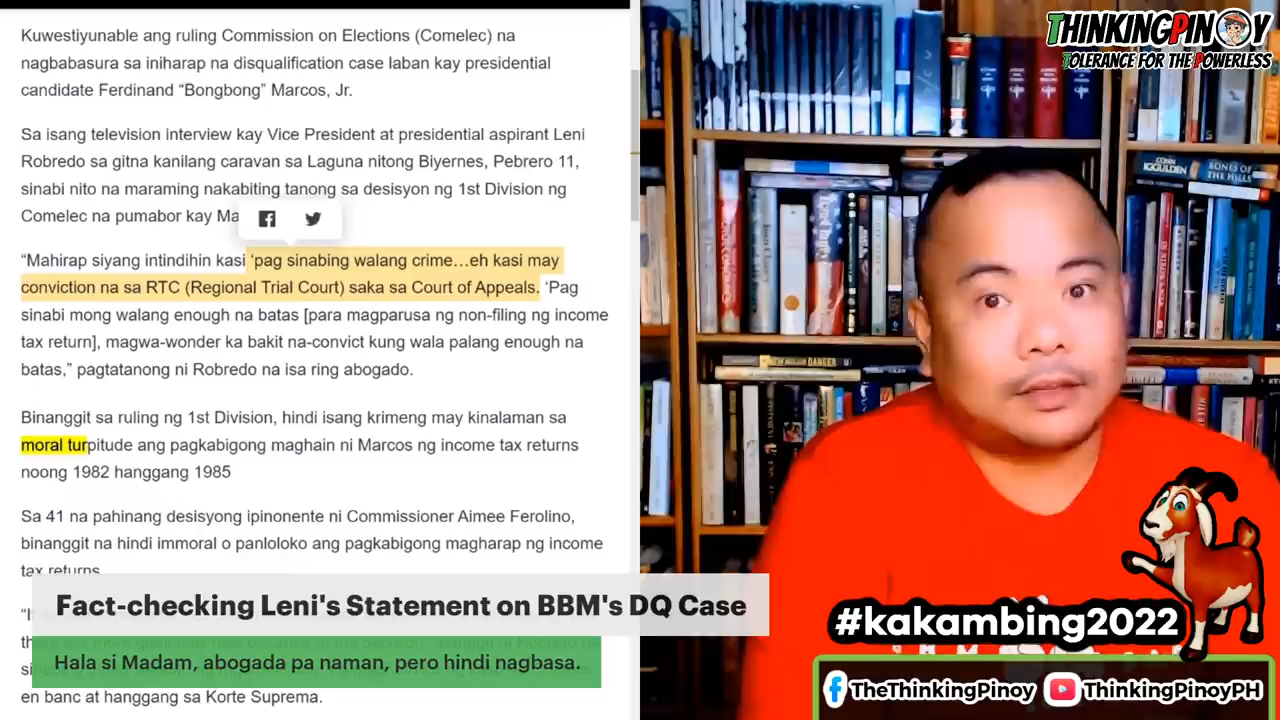 Kuwestiyunable ang ruling Commission on Elections (Comelec) na
nagbabasura sa iniharap na disqualification case laban kay presidential
candidate Ferdinand “Bongbong” Marcos, Jr.
Sa isang television interview kay Vice President at presidential aspirant Leni
Robredo sa gitna kanilang caravan sa Laguna nitong Biyernes, Pebrero 11,
sinabi nito na maraming nakabiting tanong sa desisyon ng 1st Division ng
Comelec na pumabor kay Ma
“Mahirap siyang intindihin kasi ‘pag sinabing walang crime…eh kasi may
conviction na sa RTC (Regional Trial Court) saka sa Court of Appeals. ‘Pag
sinabi mong walang enough na batas [para magparusa ng non-filing ng income
tax return], magwa-wonder ka bakit na-convict kung wala palang enough na
batas,” pagtatanong ni Robredo na isa ring abogado.
Binanggit sa ruling ng 1st Division, hindi isang krimeng may kinalaman sa
moral turpitude ang pagkabigong maghain ni Marcos ng income tax returns
noong 1982 hanggang 1985
Sa 41 na pahinang desisyong ipinonente ni Commissioner Aimee Ferolino,
binanggit na hindi immoral o panloloko ang pagkabigong magharap ng income
tax returns
Fact-checking Leni's Statement on BBM's DQ Case
Hala si Madam, abogada pa naman, pero hindi nagbasa.
en banc at hanggang sa Korte Suprema.
THINKINGPINOY
TOLERANCE FOR THE POWERLESS
CONN
IGGULDEN
BONES OF
THE HILLS
DANGER
#kakambing2022
TheThinkingPinoy
ThinkingPinoyPH